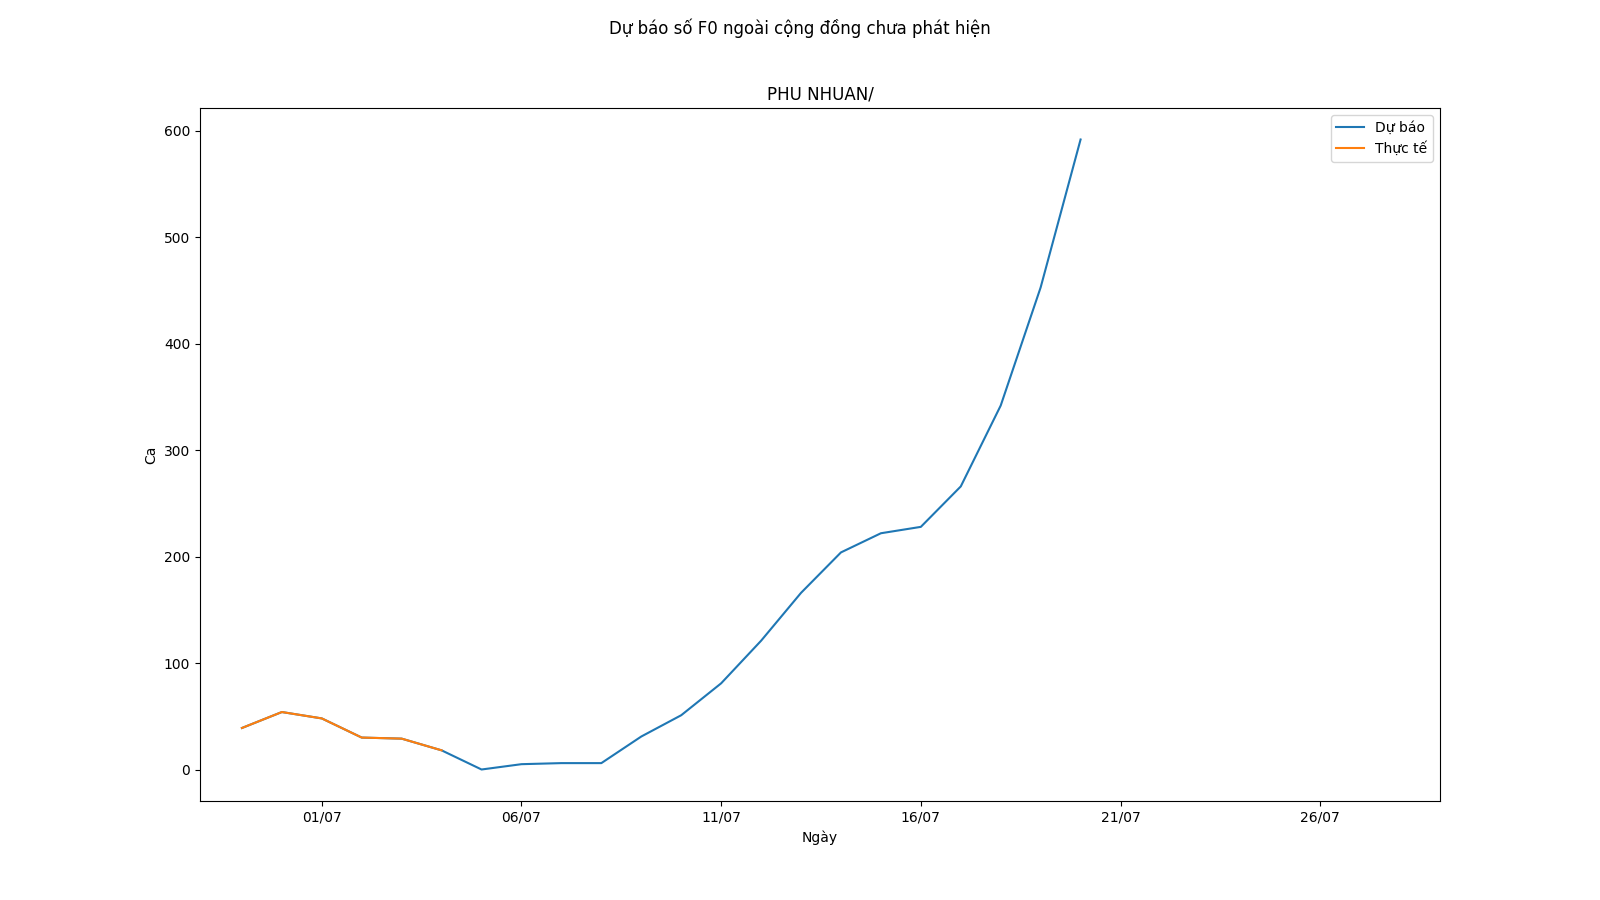 Dự báo số F0 ngoài cộng đồng chưa phát hiện
PHU NHUAN/
Dự báo
Thực tế
600
500
400
300
200
100
0
Ca
01/07
06/07
11/07
16/07
21/07
26/07
Ngày